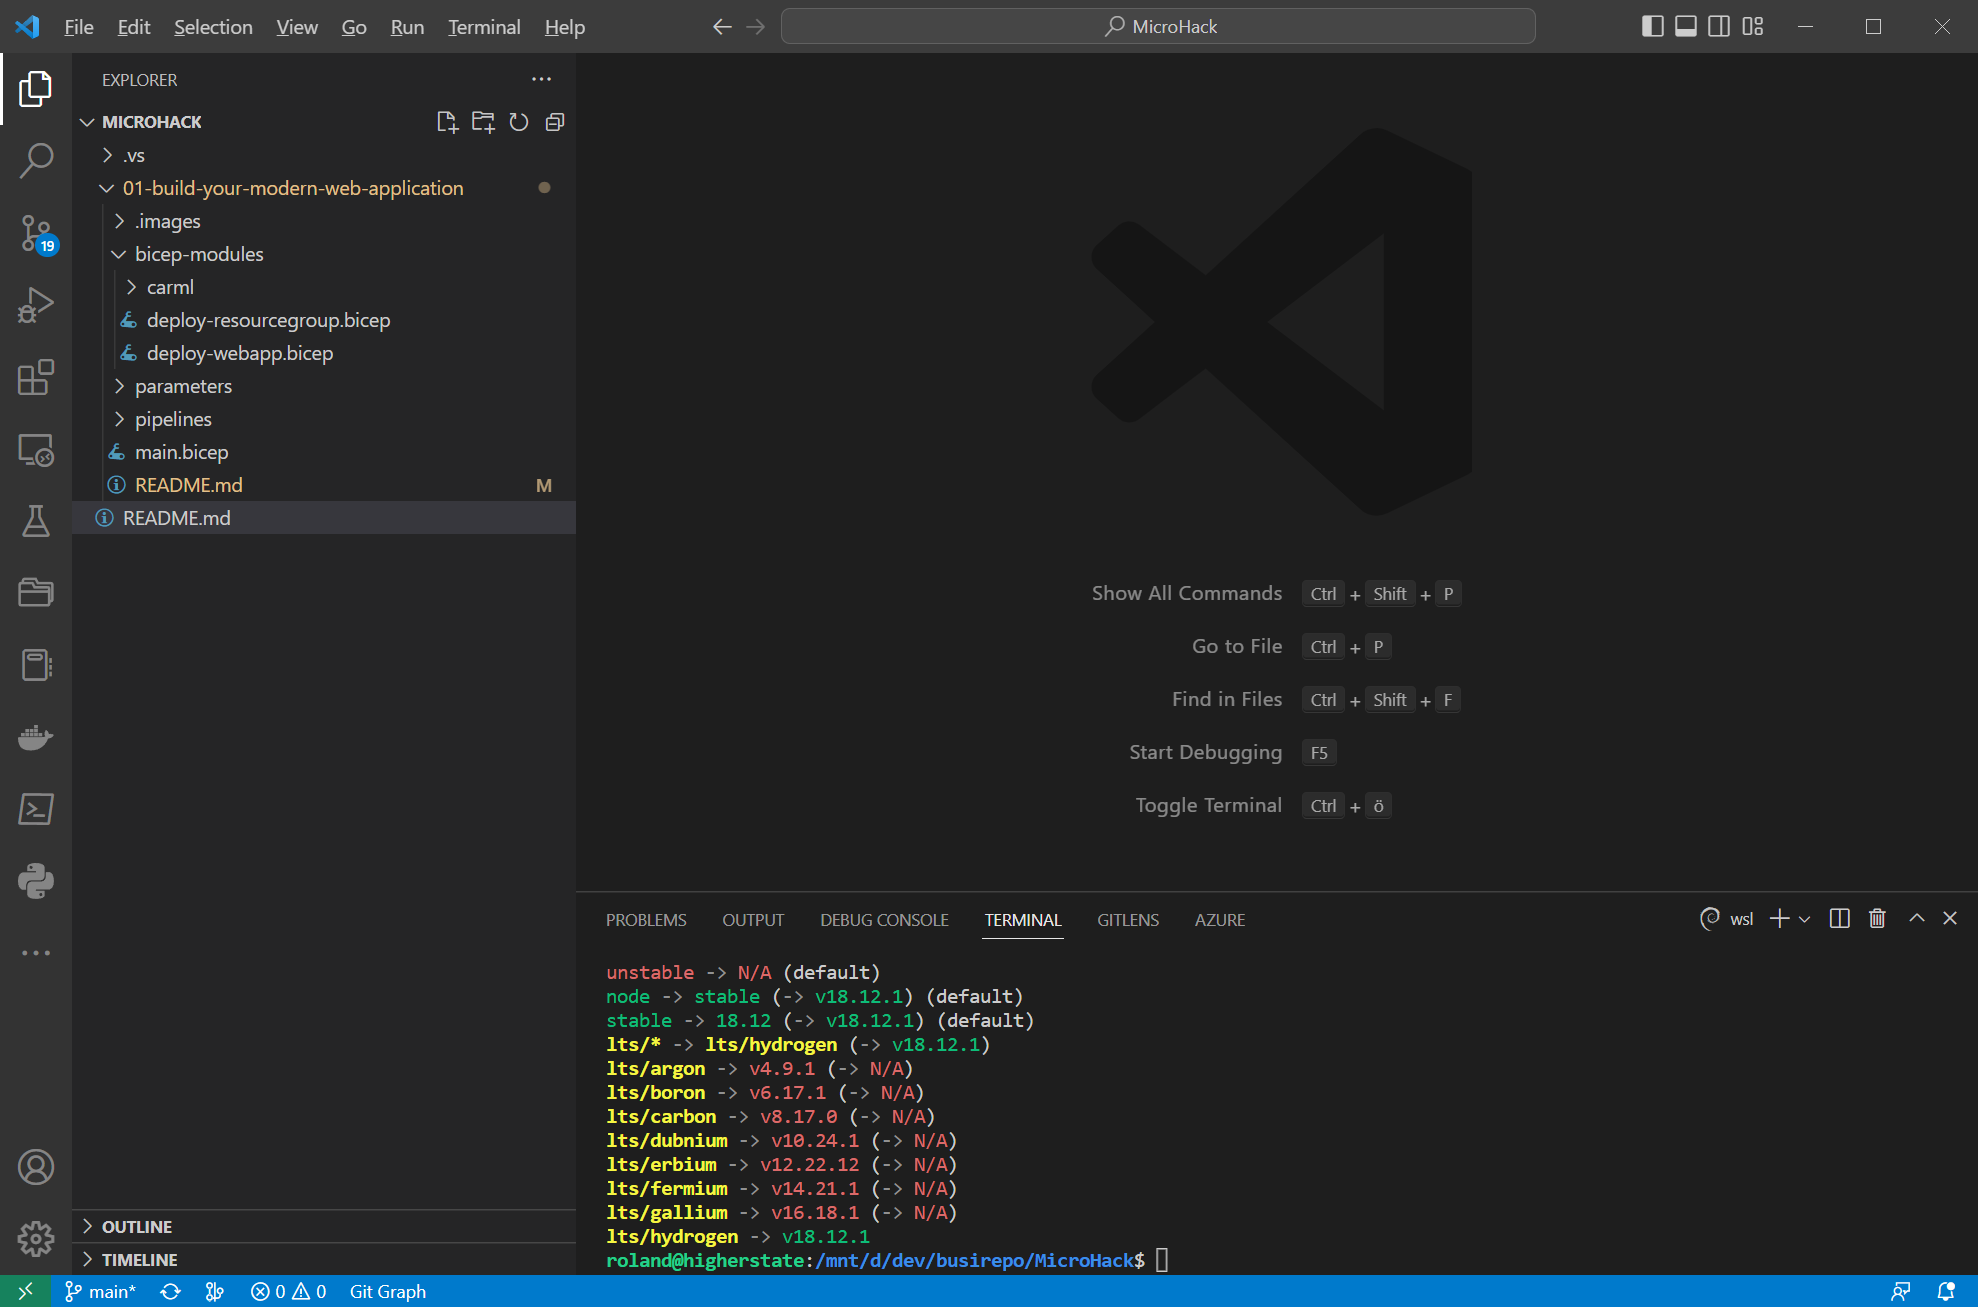 File Edit Selection View Go Run Terminal Help MicroHack
EXPLORER
MICROHACK
.vs
01-build-your-modern-web-application
.images
19
bicep-modules
carml
deploy-resourcegroup.bicep
deploy-webapp.bicep
parameters
pipelines
main.bicep
README.md M
README.md
Show All Commands Ctrl + Shift + P
Go to File Ctrl + P
Find in Files Ctrl + Shift + F
Start Debugging F5
Toggle Terminal Ctrl + ö
PROBLEMS OUTPUT DEBUG CONSOLE TERMINAL GITLENS AZURE wsl
unstable -> N/A (default)
node -> stable (-> v18.12.1) (default)
stable -> 18.12 (-> v18.12.1) (default)
lts/* -> lts/hydrogen (-> v18.12.1)
lts/argon -> v4.9.1 (-> N/A)
lts/boron -> v6.17.1 (-> N/A)
lts/carbon -> v8.17.0 (-> N/A)
lts/dubnium -> v10.24.1 (-> N/A)
lts/erbium -> v12.22.12 (-> N/A)
lts/fermium -> v14.21.1 (-> N/A)
lts/gallium -> v16.18.1 (-> N/A)
lts/hydrogen -> v18.12.1
roland@higherstate:/mnt/d/dev/busirepo/MicroHack$
OUTLINE
TIMELINE
main* 0 0 Git Graph